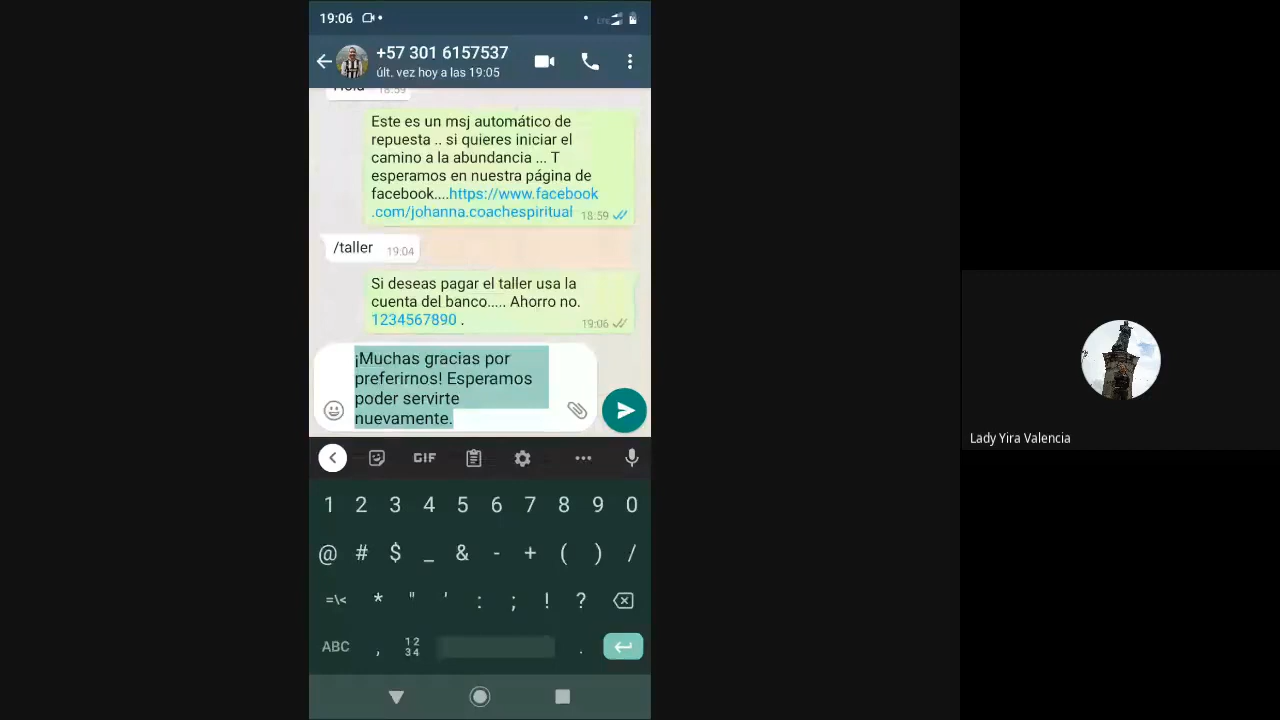 19:06
+57 301 6157537
últ. vez hoy a las 19:05
Hola 18:59
Este es un msj automático de
repuesta .. si quieres iniciar el
camino a la abundancia ... T
esperamos en nuestra página de
facebook....https://www.facebook
.com/johanna.coachespiritual 18:59
/taller 19:04
Si deseas pagar el taller usa la
cuenta del banco..... Ahorro no.
1234567890 . 19:06
¡Muchas gracias por
preferirnos! Esperamos
poder servirte
nuevamente.
GIF
1 2 3 4 5 6 7 8 9 0
@ # $ _ & - + ( ) /
=\< * " ' : ; ! ?
ABC , 12 34 .
Lady Yira Valencia